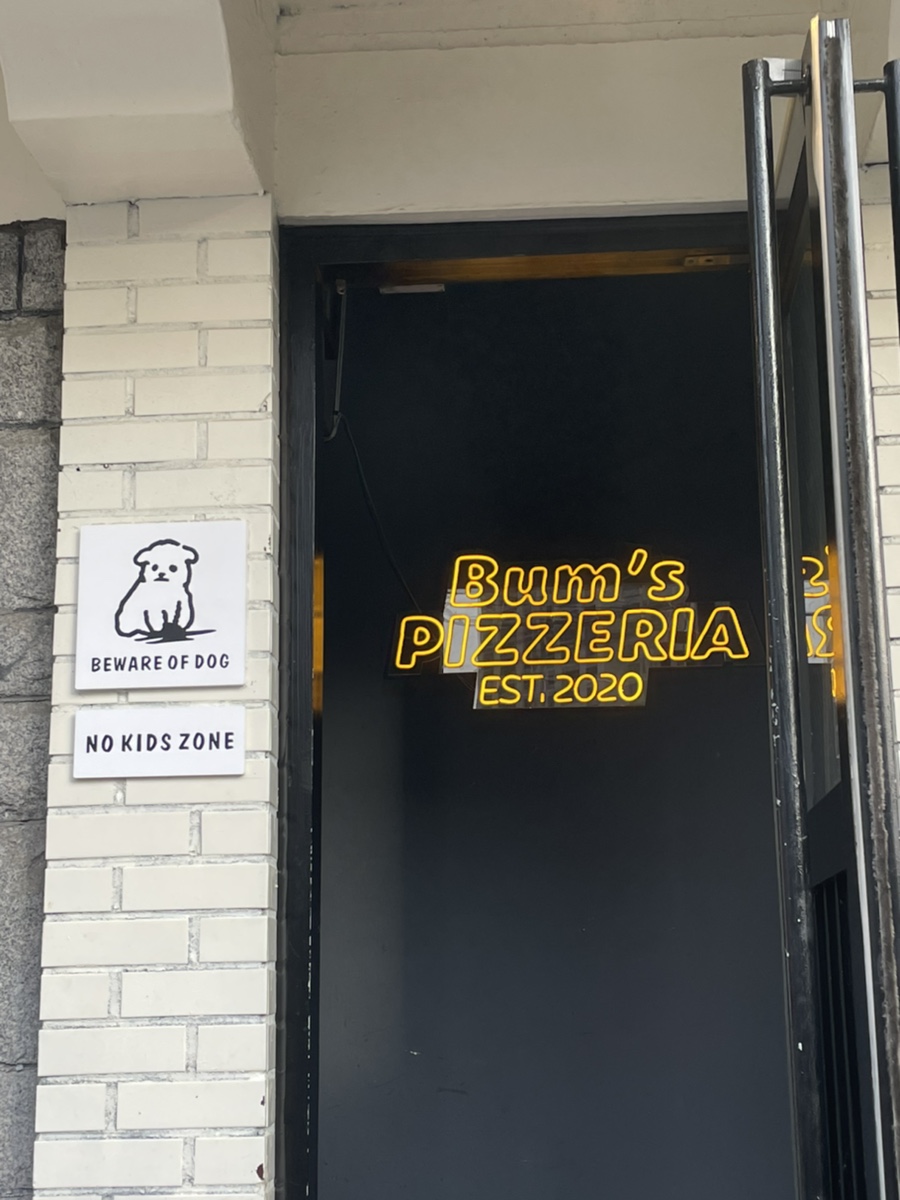 BEWARE OF DOG
NO KIDS ZONE
Bum's
PIZZERIA
EST. 2020